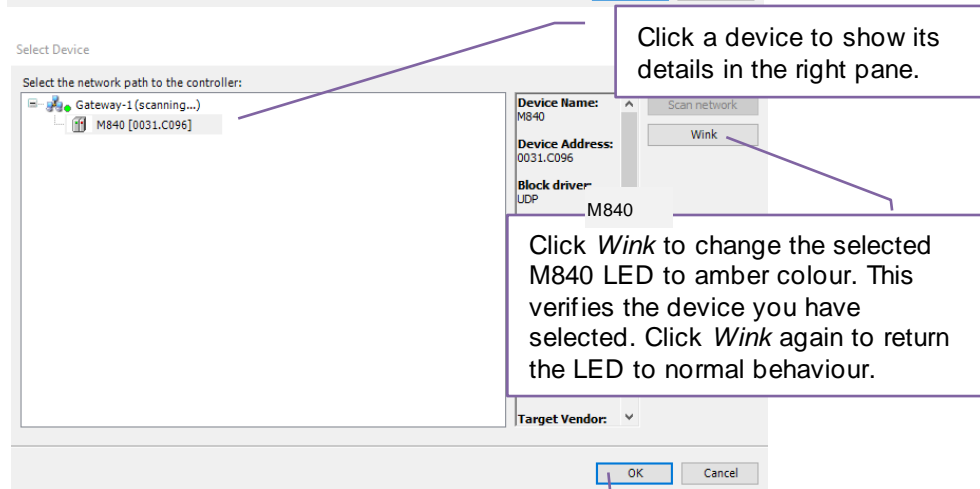 Click a device to show its
details in the right pane.
Select Device
Select the network path to the controller:
Gateway-1 (scanning...)
M840 [0031.C096]
Device Name:
M840
Device Address:
0031.C096
Block driver:
UDP
M840
Scan network
Wink
Click Wink to change the selected
M840 LED to amber colour. This
verifies the device you have
selected. Click Wink again to return
the LED to normal behaviour.
Target Vendor:
OK
Cancel